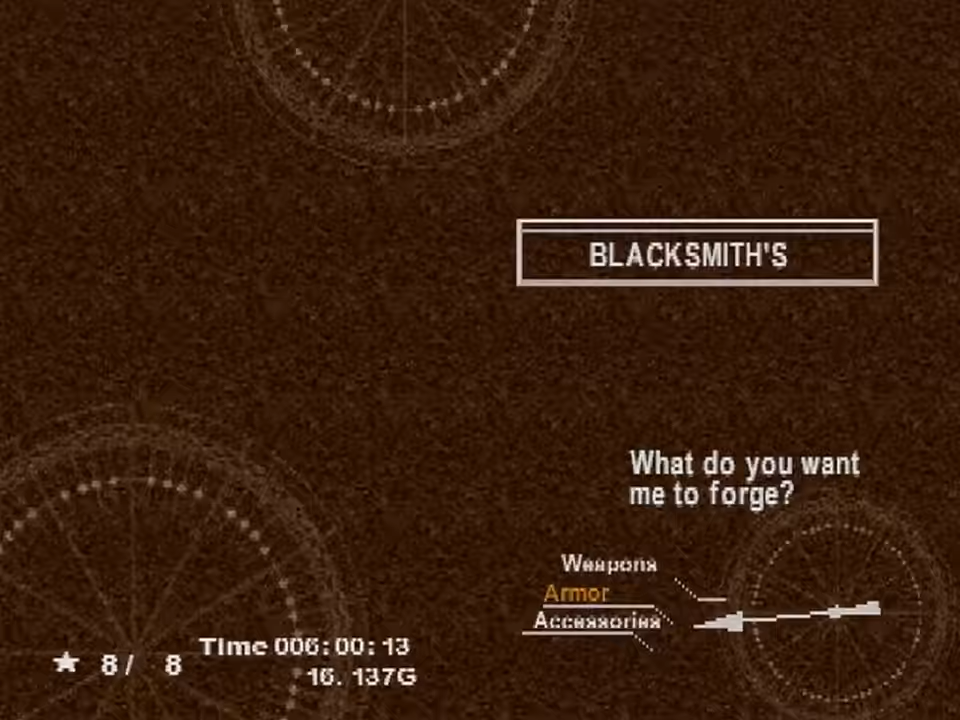 BLACKSMITH'S
What do you want
me to forge?
Weapons
Armor
Accessories
Time 006:00:13
★ 8/ 8
16. 137G